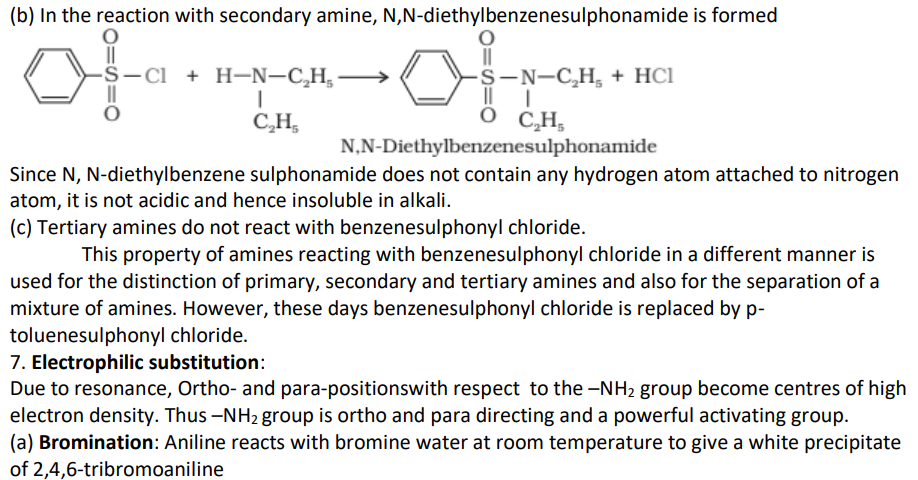 (b) In the reaction with secondary amine, N,N-diethylbenzenesulphonamide is formed
O O
S–Cl + H–N–C₂H₅ ⟶ S–N–C₂H₅ + HCl
O C₂H₅ O C₂H₅
N,N-Diethylbenzenesulphonamide
Since N, N-diethylbenzene sulphonamide does not contain any hydrogen atom attached to nitrogen
atom, it is not acidic and hence insoluble in alkali.
(c) Tertiary amines do not react with benzenesulphonyl chloride.
This property of amines reacting with benzenesulphonyl chloride in a different manner is
used for the distinction of primary, secondary and tertiary amines and also for the separation of a
mixture of amines. However, these days benzenesulphonyl chloride is replaced by p-
toluenesulphonyl chloride.
7. Electrophilic substitution:
Due to resonance, Ortho- and para-positionswith respect to the –NH₂ group become centres of high
electron density. Thus –NH₂ group is ortho and para directing and a powerful activating group.
(a) Bromination: Aniline reacts with bromine water at room temperature to give a white precipitate
of 2,4,6-tribromoaniline